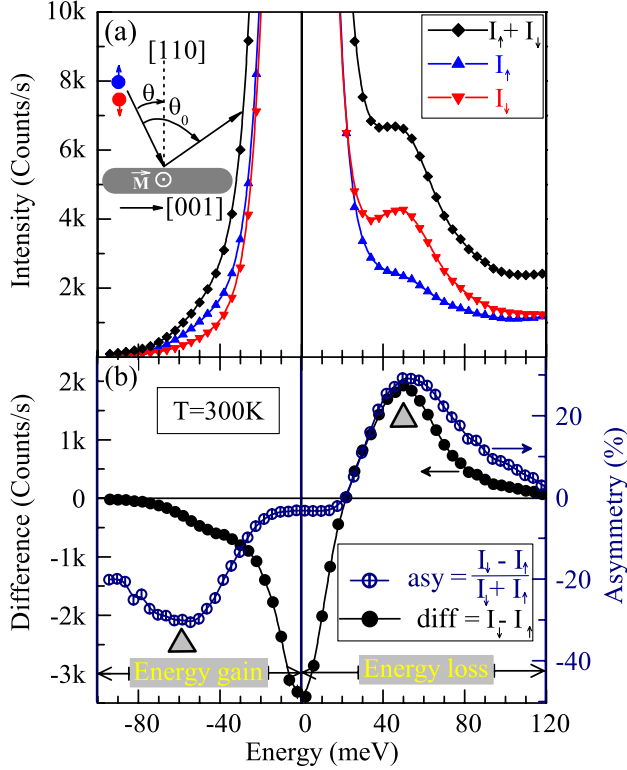 10k
8k
6k
4k
2k
Intensity (Counts/s)
(a)
[110]
θ
θ₀
M
[001]
I↑ + I↓
I↑
I↓
(b)
T=300K
2k
1k
0
-1k
-2k
-3k
Difference (Counts/s)
20
0
-20
-40
Asymmetry (%)
asy = I↓ - I↑
I↓ + I↑
diff = I↓ - I↑
Energy gain
Energy loss
-80
-40
0
40
80
120
Energy (meV)